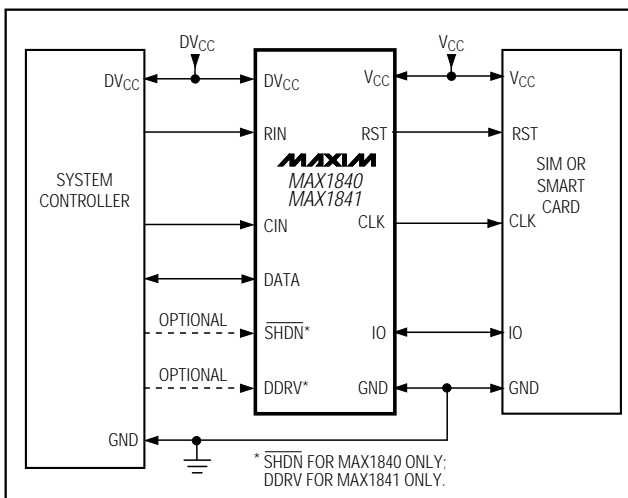 DVCC
VCC
DVCC
DVCC
VCC
VCC
RIN
RST
RST
MAXIM
MAX1840
MAX1841
SYSTEM
CONTROLLER
SIM OR
SMART
CARD
CIN
CLK
CLK
DATA
OPTIONAL
SHDN*
IO
IO
OPTIONAL
DDRV*
GND
GND
GND
* SHDN FOR MAX1840 ONLY;
DDRV FOR MAX1841 ONLY.